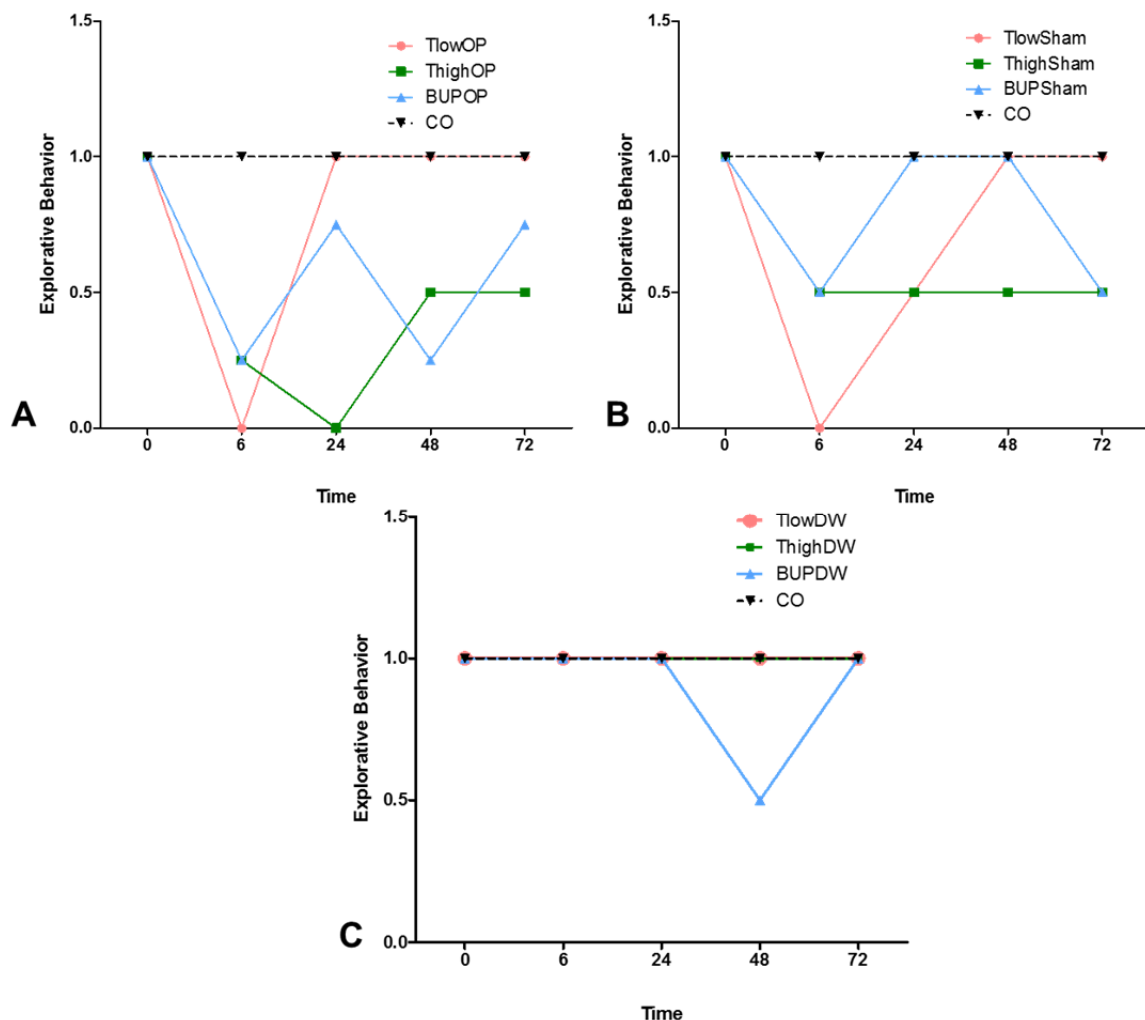 1.5
1.0
0.5
0.0
Explorative Behavior
TlowOP
ThighOP
BUPOP
CO
A
0 6 24 48 72
Time
1.5
1.0
0.5
0.0
Explorative Behavior
TlowSham
ThighSham
BUPSham
CO
B
0 6 24 48 72
Time
1.5
1.0
0.5
0.0
Explorative Behavior
TlowDW
ThighDW
BUPDW
CO
C
0 6 24 48 72
Time